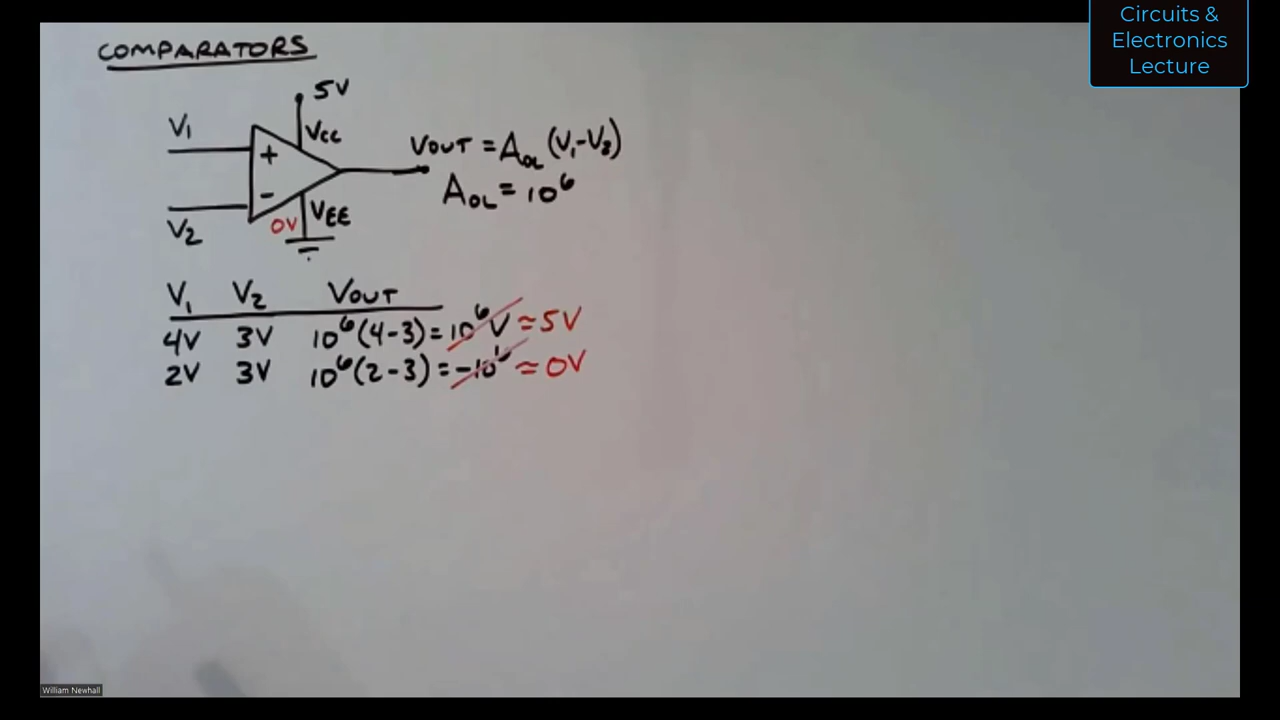 Circuits &
Electronics
Lecture
COMPARATORS
5V
V1
VCC
+
VOUT = AOL (V1-V2)
AOL = 10^6
-
VEE
0V
V2
V1 V2 VOUT
4V 3V 10^6 (4-3) = 10^6 V ≈ 5V
2V 3V 10^6 (2-3) = -10^6 ≈ 0V
William Newhall